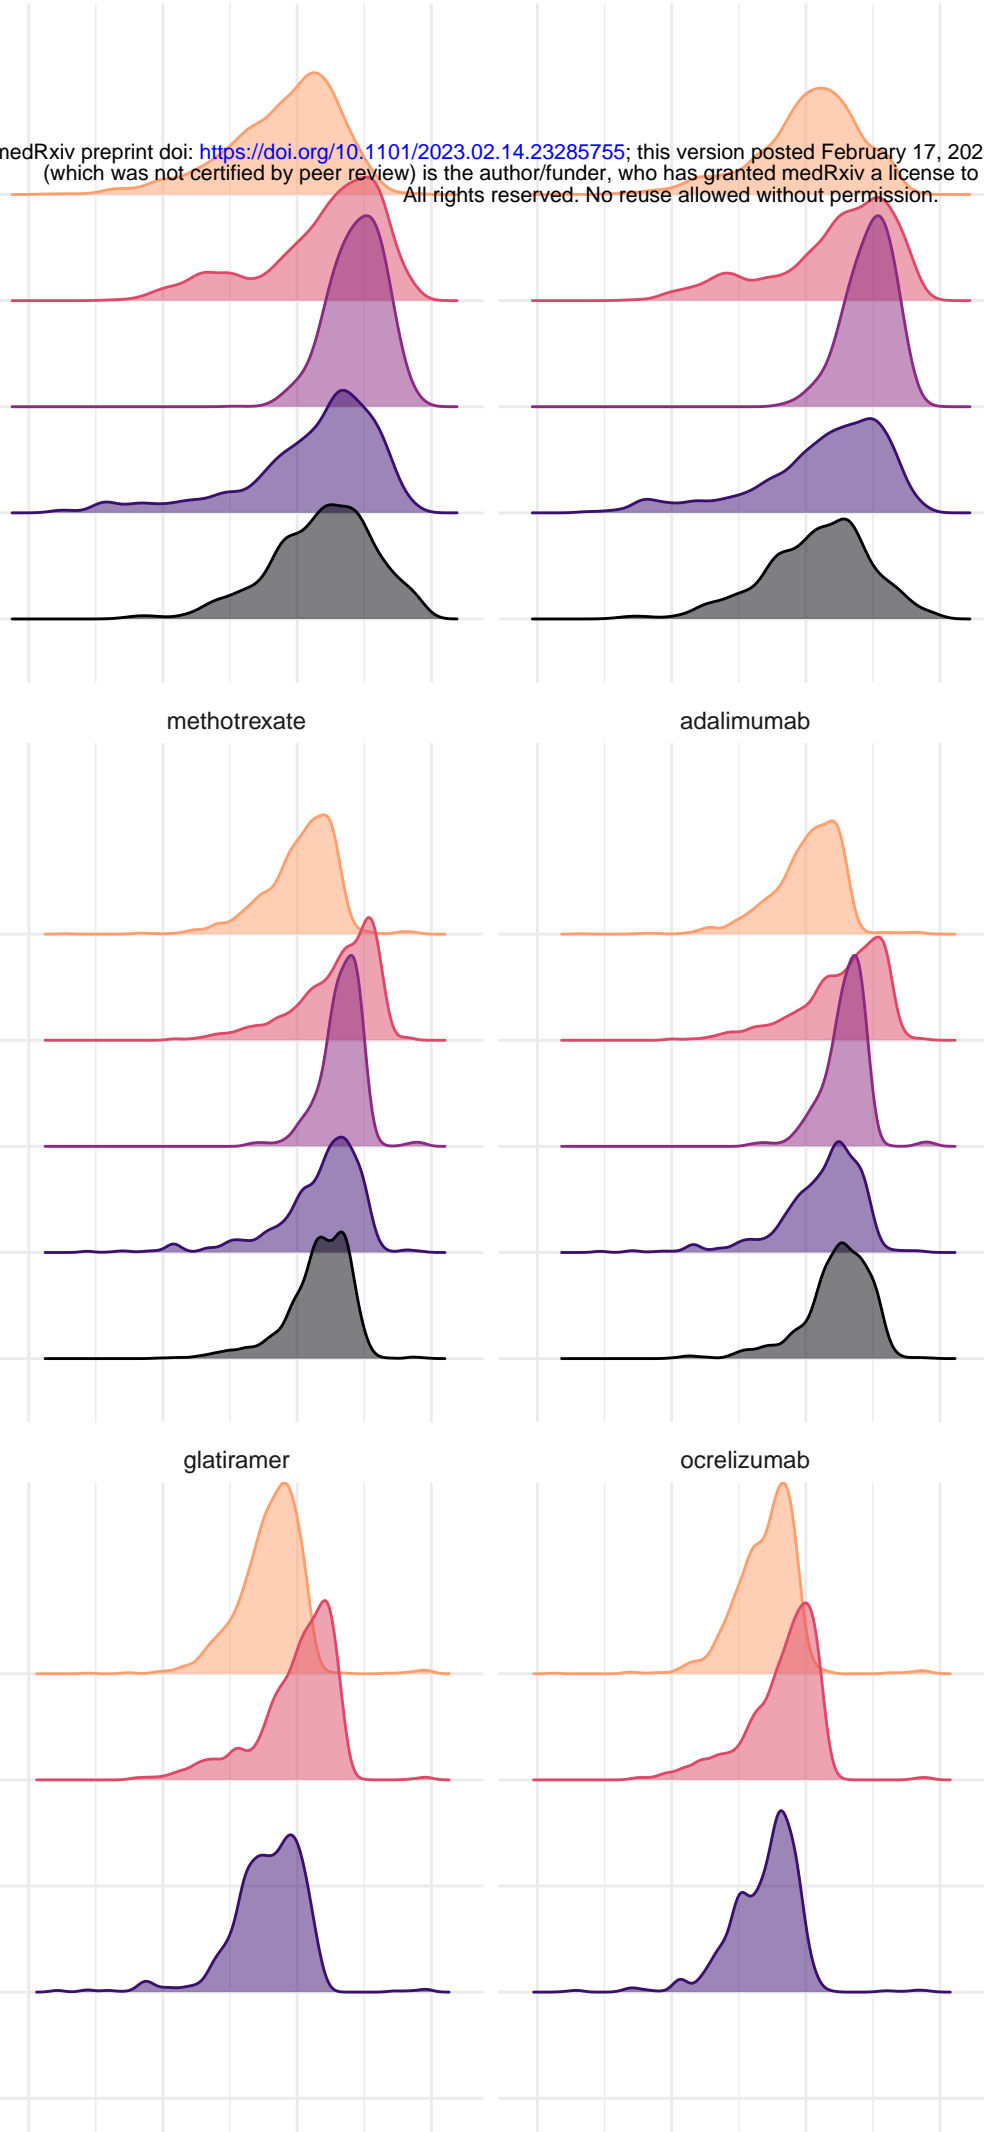 medRxiv preprint doi: https://doi.org/10.1101/2023.02.14.23285755; this version posted February 17, 202
(which was not certified by peer review) is the author/funder, who has granted medRxiv a license to
All rights reserved. No reuse allowed without permission.
methotrexate adalimumab
glatiramer ocrelizumab